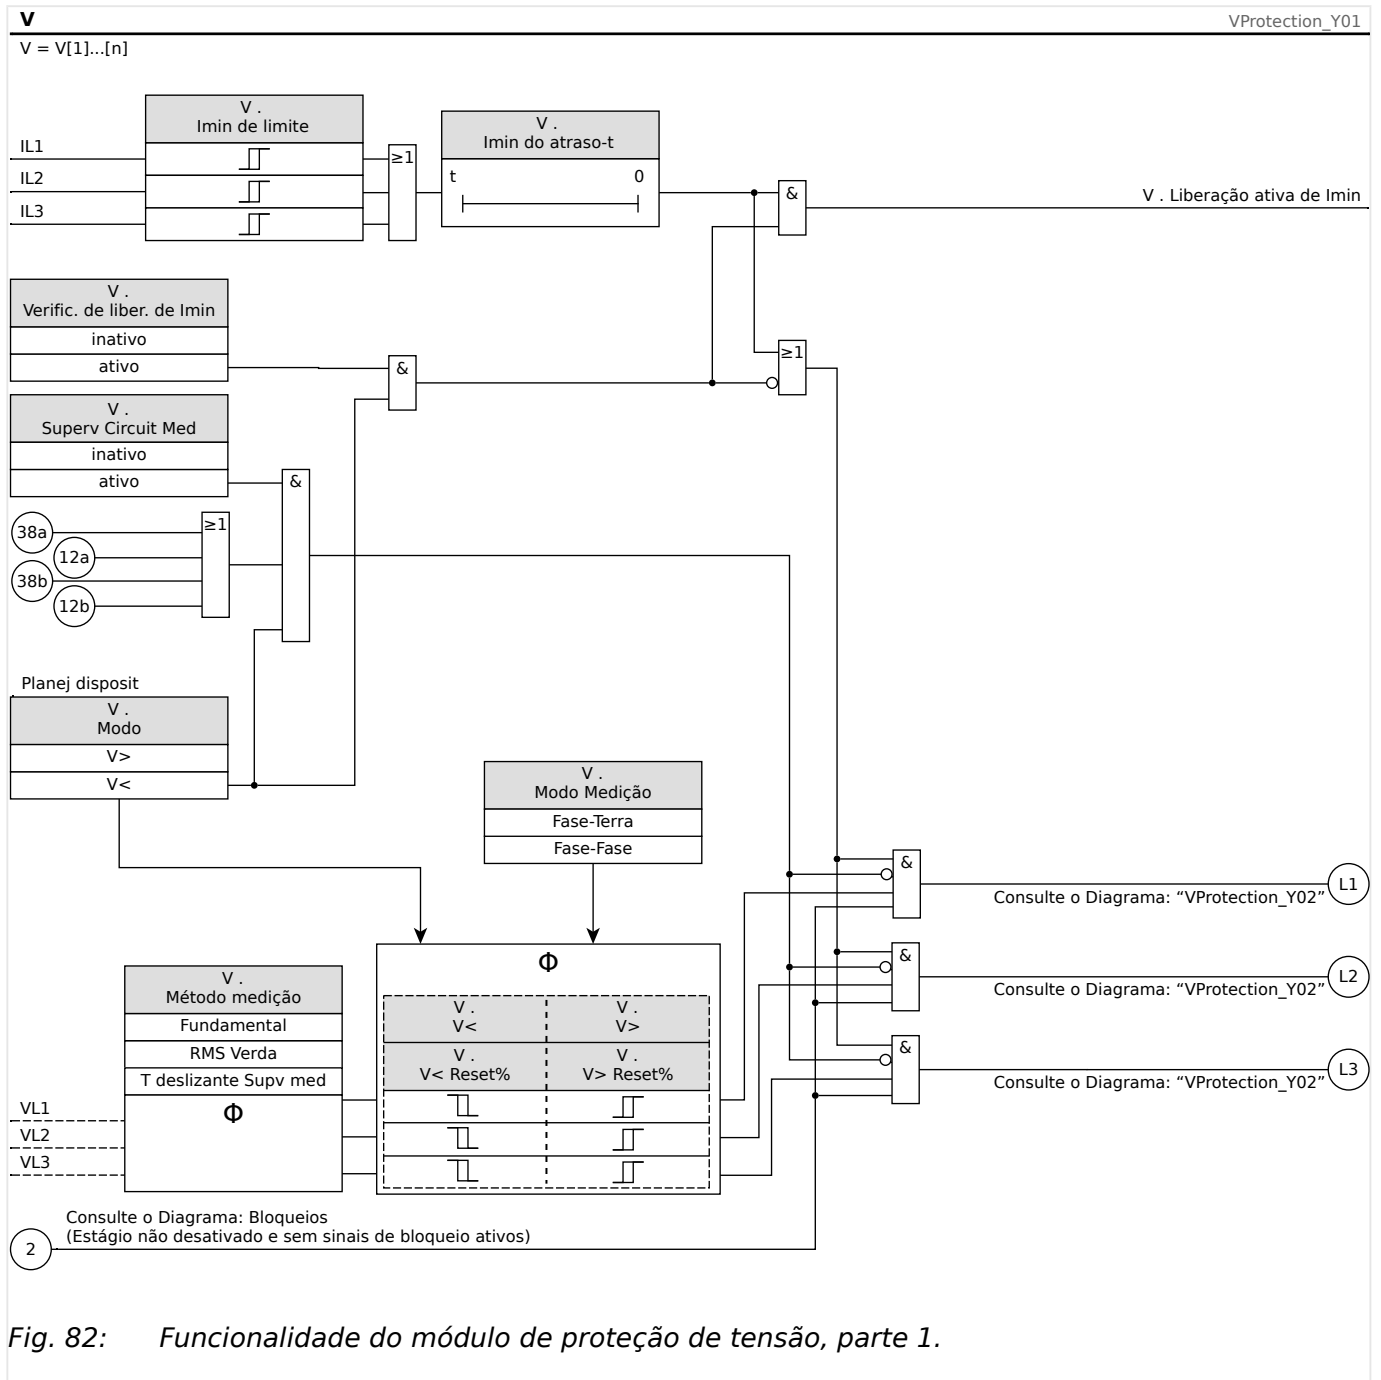 V
VProtection_Y01
V = V[1]...[n]
V .
Imin de limite
IL1
IL2
IL3
≥1
V .
Imin do atraso-t
t
0
&
V . Liberação ativa de Imin
V .
Verific. de liber. de Imin
inativo
ativo
&
≥1
V .
Superv Circuit Med
inativo
ativo
&
38a
12a
38b
12b
≥1
Planej disposit
V .
Modo
V>
V<
V .
Modo Medição
Fase-Terra
Fase-Fase
&
L1
Consulte o Diagrama: “VProtection_Y02”
&
L2
Consulte o Diagrama: “VProtection_Y02”
&
L3
Consulte o Diagrama: “VProtection_Y02”
Φ
V .
V<
V .
V>
V .
V< Reset%
V .
V> Reset%
V .
Método medição
Fundamental
RMS Verda
T deslizante Supv med
Φ
VL1
VL2
VL3
Consulte o Diagrama: Bloqueios
(Estágio não desativado e sem sinais de bloqueio ativos)
2
Fig. 82: Funcionalidade do módulo de proteção de tensão, parte 1.